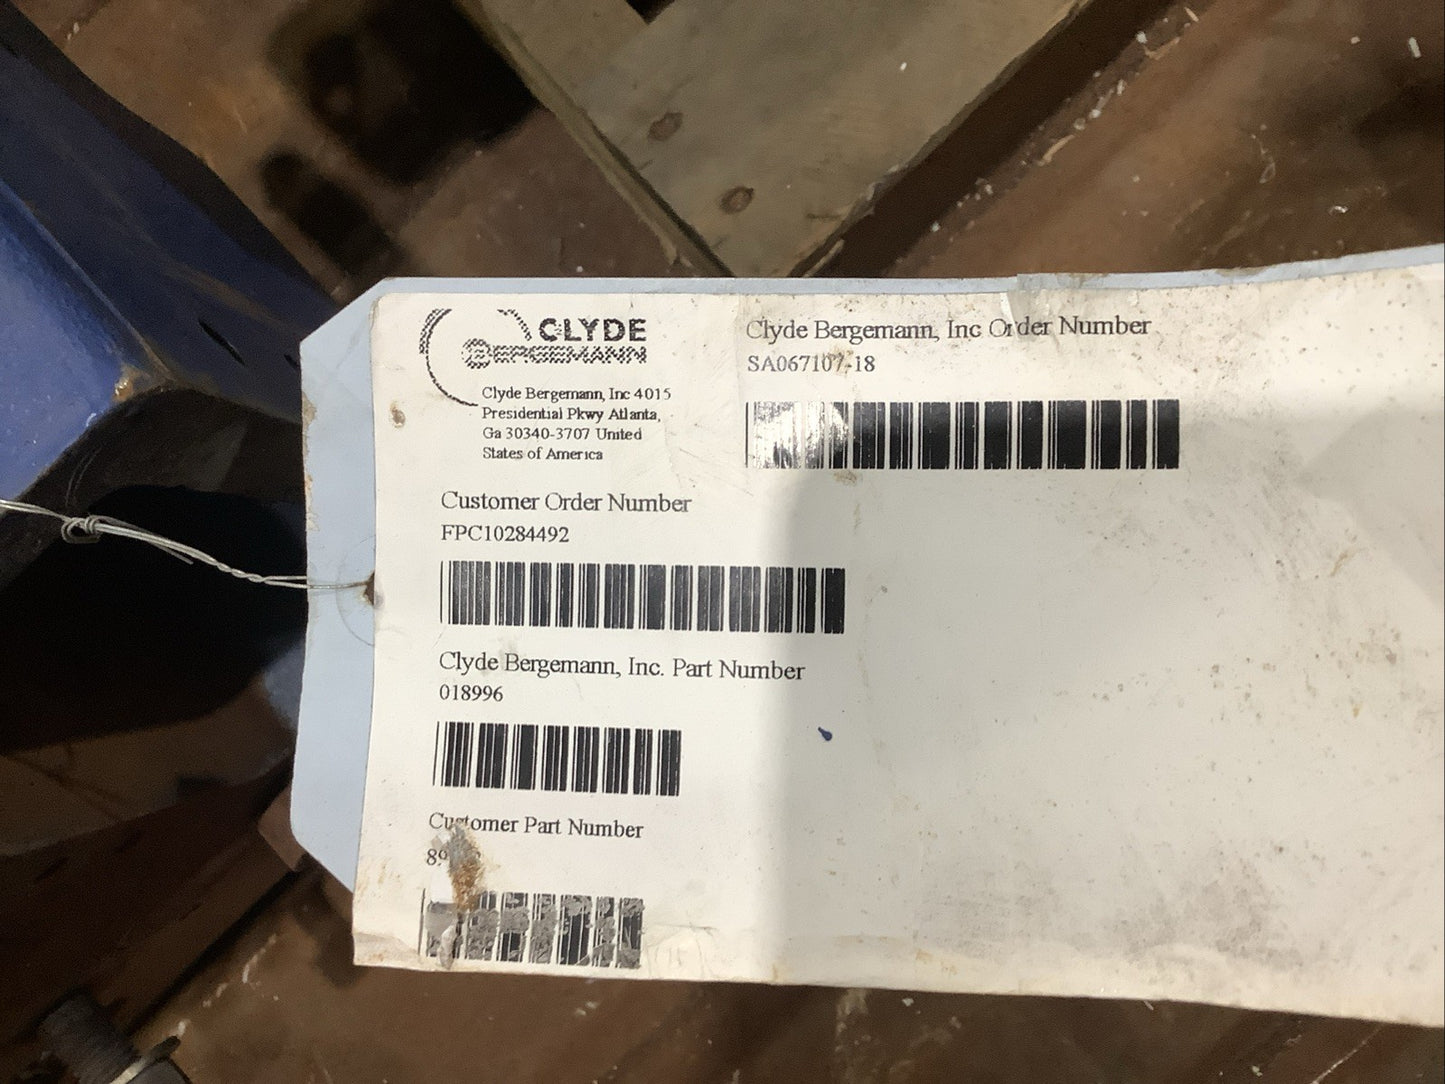 CLYDE
BERGEMANN
Clyde Bergemann, Inc 4015
Presidential Pkwy Atlanta,
Ga 30340-3707 United
States of America
Clyde Bergemann, Inc Order Number
SA067107-18
Customer Order Number
FPC10284492
Clyde Bergemann, Inc. Part Number
018996
Customer Part Number